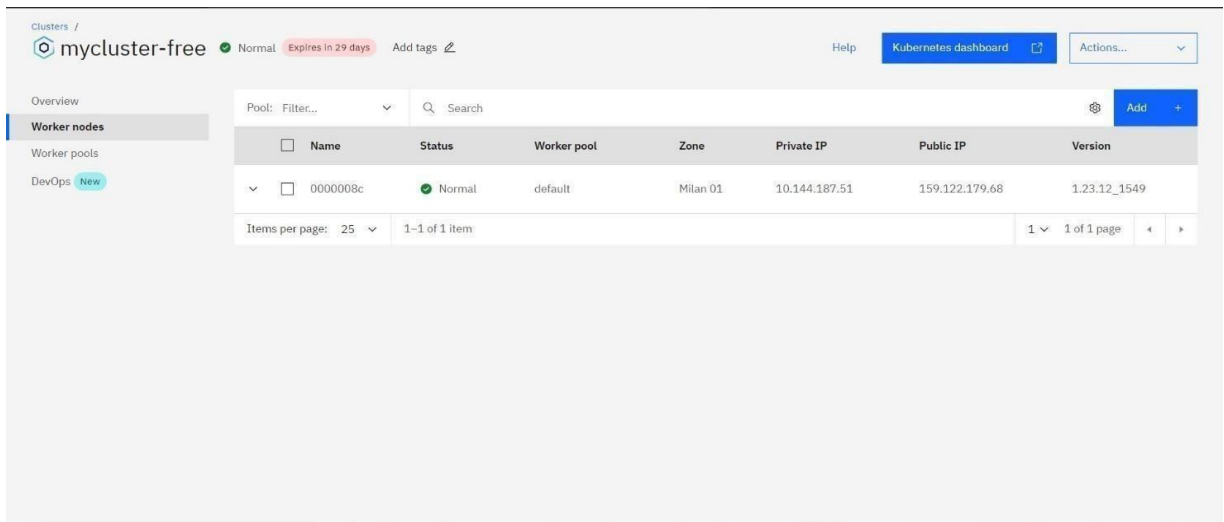 Clusters /
mycluster-free Normal Expires in 29 days Add tags Help Kubernetes dashboard Actions...
Overview
Worker nodes
Worker pools
DevOps New
Pool: Filter... Search Add +
Name Status Worker pool Zone Private IP Public IP Version
0000008c Normal default Milan 01 10.144.187.51 159.122.179.68 1.23.12_1549
Items per page: 25 1–1 of 1 item 1 1 of 1 page